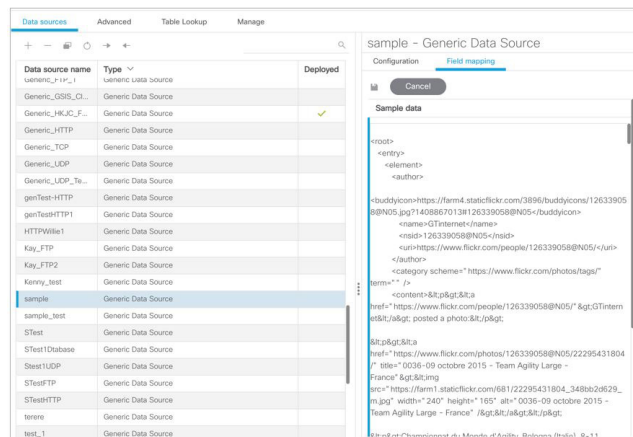 Data sources Advanced Table Lookup Manage
sample - Generic Data Source
Configuration Field mapping
Cancel
Data source name Type Deployed
Generic_FTP_1 Generic Data Source
Generic_GSIS_Cl... Generic Data Source
Generic_HKJC_F... Generic Data Source
Generic_HTTP Generic Data Source
Generic_TCP Generic Data Source
Generic_UDP Generic Data Source
Generic_UDP_Te... Generic Data Source
genTest-HTTP Generic Data Source
genTestHTTP1 Generic Data Source
HTTPWillie1 Generic Data Source
Kay_FTP Generic Data Source
Kay_FTP2 Generic Data Source
Kenny_test Generic Data Source
sample Generic Data Source
sample_test Generic Data Source
STest Generic Data Source
STest1Dtabase Generic Data Source
Stest1UDP Generic Data Source
STestFTP Generic Data Source
STestHTTP Generic Data Source
terere Generic Data Source
test_1 Generic Data Source
Sample data
<root>
<entry>
<element>
<author>
<buddyicon>https://farm4.staticflickr.com/3896/buddyicons/12633905
8@N05.jpg?1408867013#126339058@N05</buddyicon>
<name>GTinternet</name>
<nsid>126339058@N05</nsid>
<uri>https://www.flickr.com/people/126339058@N05/</uri>
</author>
<category scheme="https://www.flickr.com/photos/tags/"
term="" />
<content>&lt;p&gt;&lt;a
href="https://www.flickr.com/people/126339058@N05/"&gt;GTintern
et&lt;/a&gt; posted a photo:&lt;/p&gt;
&lt;p&gt;&lt;a
href="https://www.flickr.com/photos/126339058@N05/22295431804
/" title="0036-09 octobre 2015 - Team Agility Large -
France"&gt;&lt;img
src="https://farm1.staticflickr.com/681/22295431804_348bb2d629_
m.jpg" width="240" height="165" alt="0036-09 octobre 2015 -
Team Agility Large - France" /&gt;&lt;/a&gt;&lt;/p&gt;
&lt;p&gt;Championnat du Monde d'Agility, Bologna (Italie), 8-11